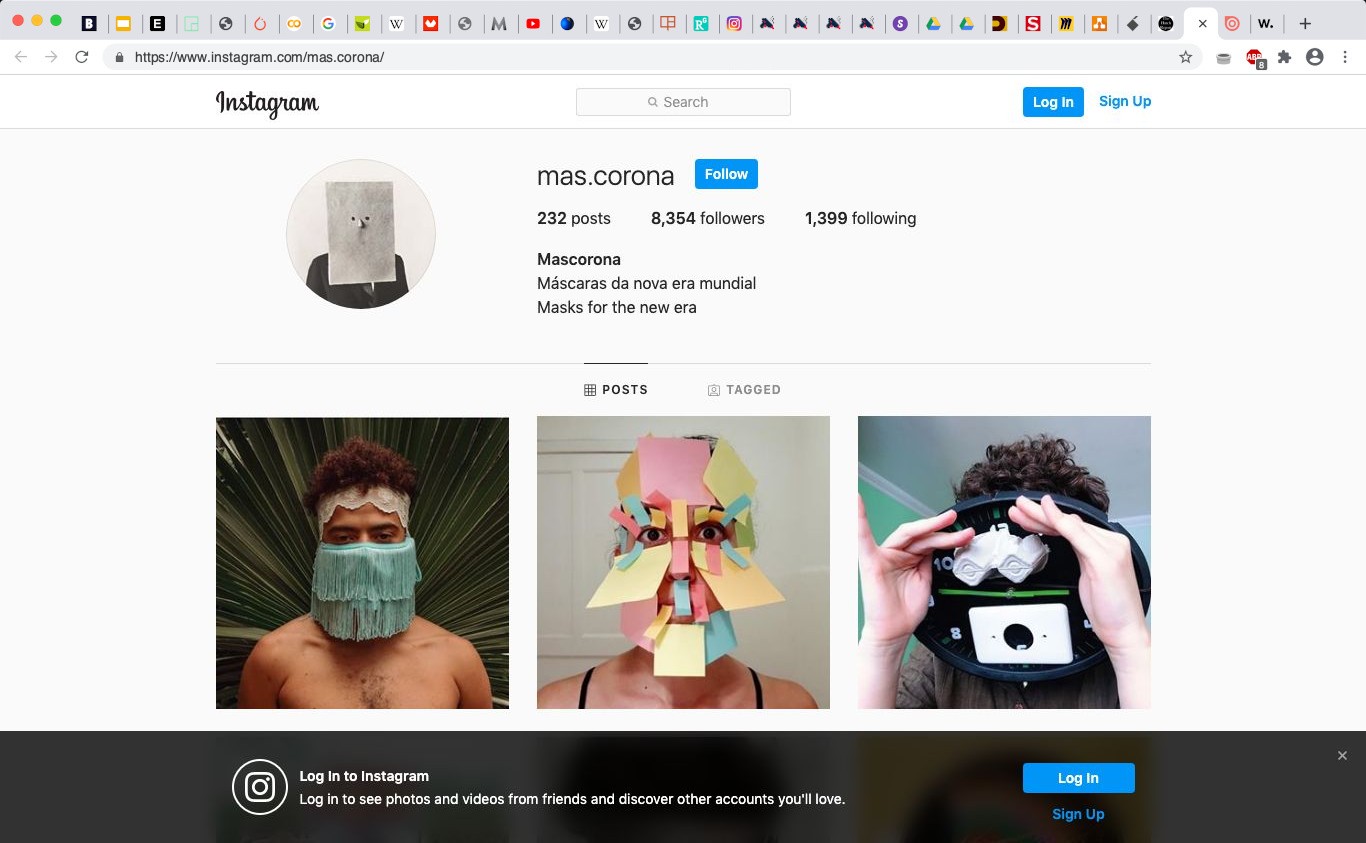 https://www.instagram.com/mas.corona/
Instagram
Search
Log In
Sign Up
mas.corona
Follow
232 posts
8,354 followers
1,399 following
Mascorona
Máscaras da nova era mundial
Masks for the new era
POSTS
TAGGED
10
8
Log In to Instagram
Log in to see photos and videos from friends and discover other accounts you'll love.
Log In
Sign Up